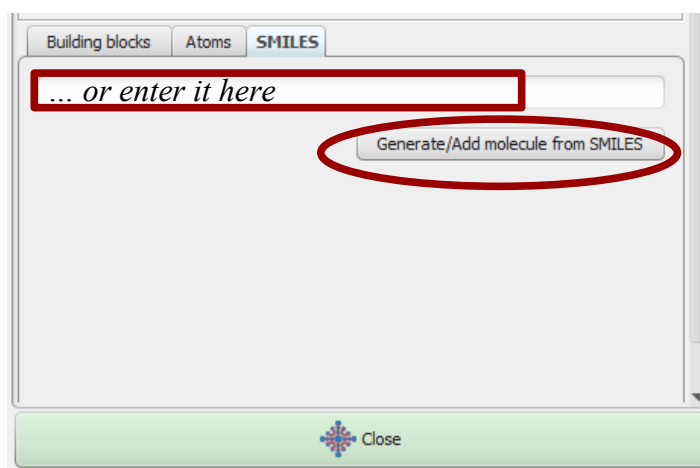 Building blocks Atoms SMILES
... or enter it here
Generate/Add molecule from SMILES
Close